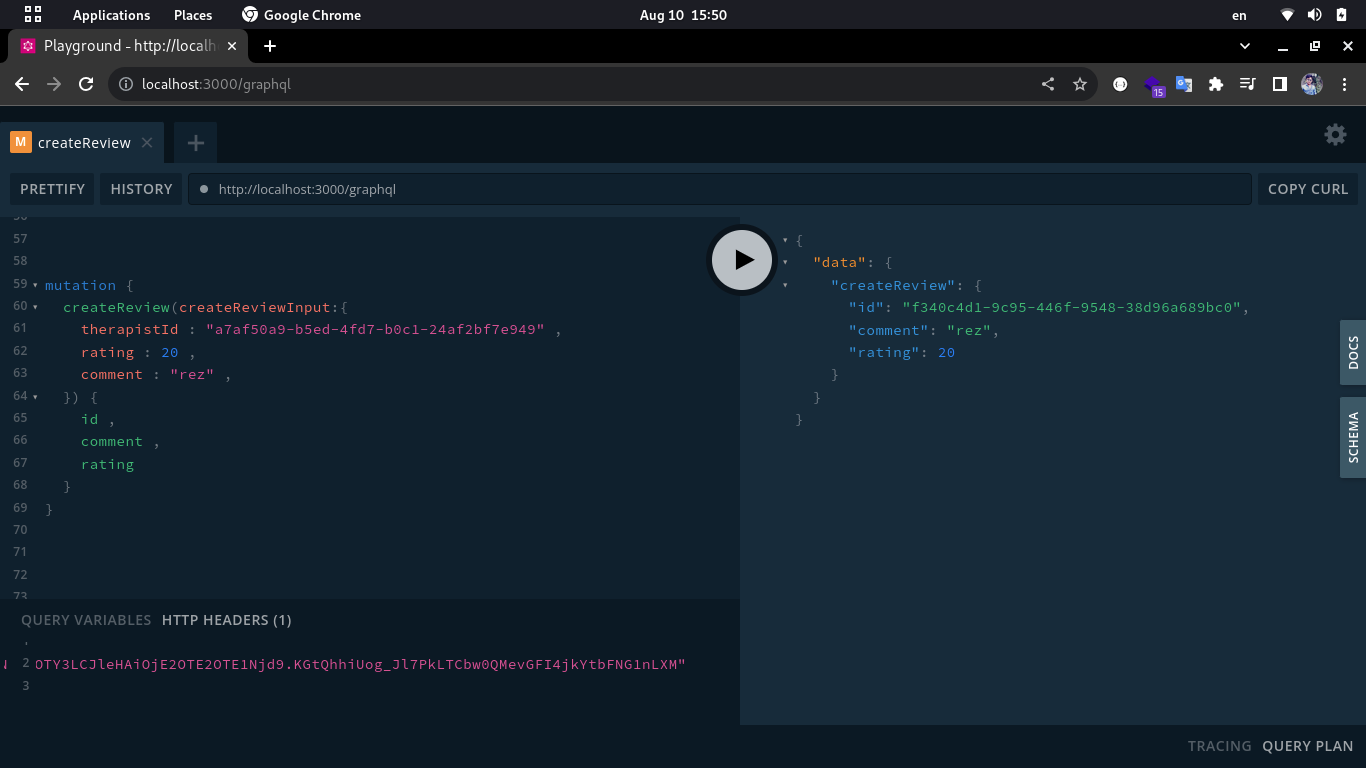 Applications Places Google Chrome Aug 10 15:50 en
Playground - http://localh
localhost:3000/graphql
15
M createReview
PRETTIFY HISTORY http://localhost:3000/graphql COPY CURL
57
58
59 mutation {
60 createReview(createReviewInput:{
61 therapistId : "a7af50a9-b5ed-4fd7-b0c1-24af2bf7e949" ,
62 rating : 20 ,
63 comment : "rez" ,
64 }) {
65 id ,
66 comment ,
67 rating
68 }
69 }
70
71
72
73
{
"data": {
"createReview": {
"id": "f340c4d1-9c95-446f-9548-38d96a689bc0",
"comment": "rez",
"rating": 20
}
}
}
DOCS
SCHEMA
QUERY VARIABLES HTTP HEADERS (1)
2 OTY3LCJleHAiOjE2OTE2OTE1Njd9.KGtQhhiUog_Jl7PkLTCbw0QMevGFI4jkYtbFNG1nLXM"
3
TRACING QUERY PLAN